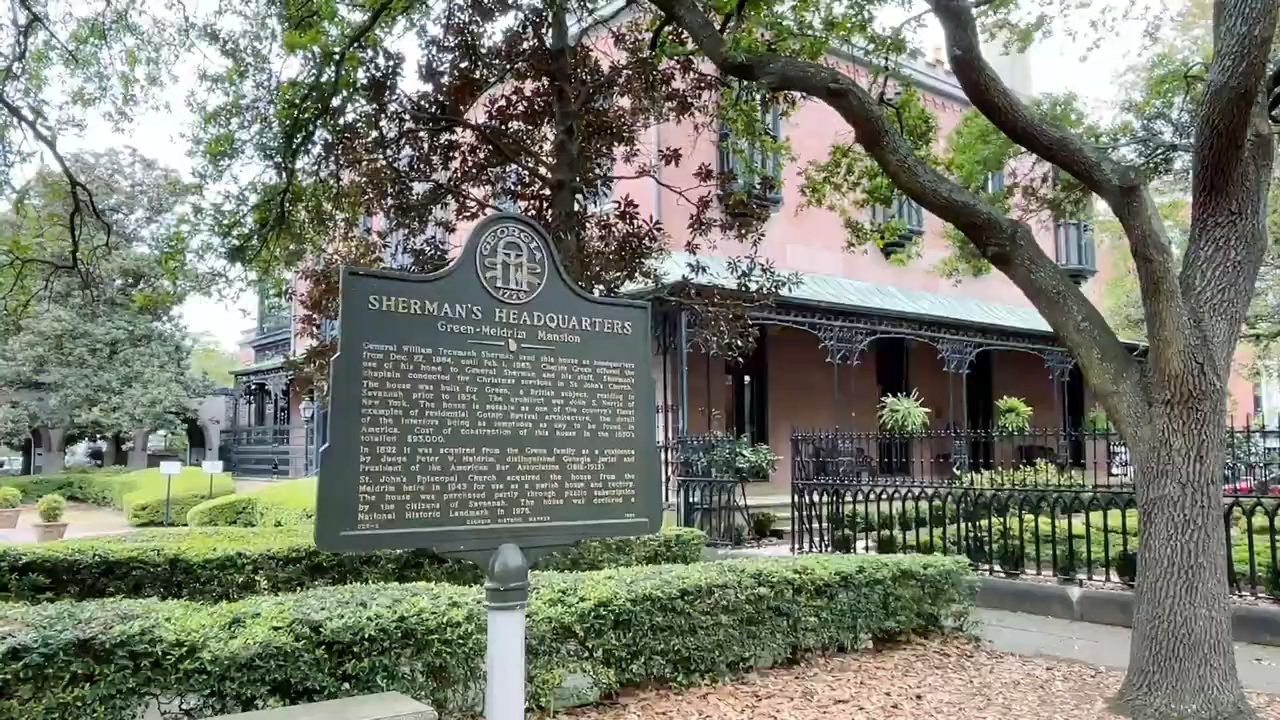 GEORGIA
1776
SHERMAN'S HEADQUARTERS
Green-Meldrim Mansion
General William Tecumseh Sherman used this house as headquarters
from Dec. 22, 1864, until Feb. 1, 1865. Charles Green offered the
use of his home to General Sherman and his staff. Sherman's
chaplain conducted the Christmas services in St. John's Church.
The house was built for Green, a British subject, residing in
Savannah prior to 1854. The architect was John S. Norris of
New York. The house is notable as one of the country's finest
examples of residential Gothic Revival architecture, the detail
of the interiors being as sumptuous as any to be found in
America. Cost of construction of this house in the 1850's
totalled $93,000.
In 1892 it was acquired from the Green family as a residence
by Judge Peter W. Meldrim, distinguished Georgia jurist and
President of the American Bar Association (1912-1913)
St. John's Episcopal Church acquired the house from the
Meldrim heirs in 1943 for use as a parish house and rectory.
The house was purchased partly through public subscription
by the citizens of Savannah. The house was declared a
National Historic Landmark in 1976.
GEORGIA HISTORIC MARKER